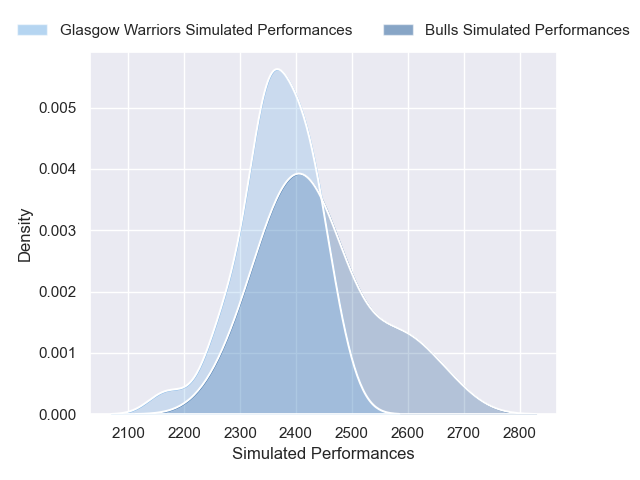 Glasgow Warriors Simulated Performances Bulls Simulated Performances
0.005
0.004
0.003
0.002
0.001
0.000
Density
2100 2200 2300 2400 2500 2600 2700 2800
Simulated Performances